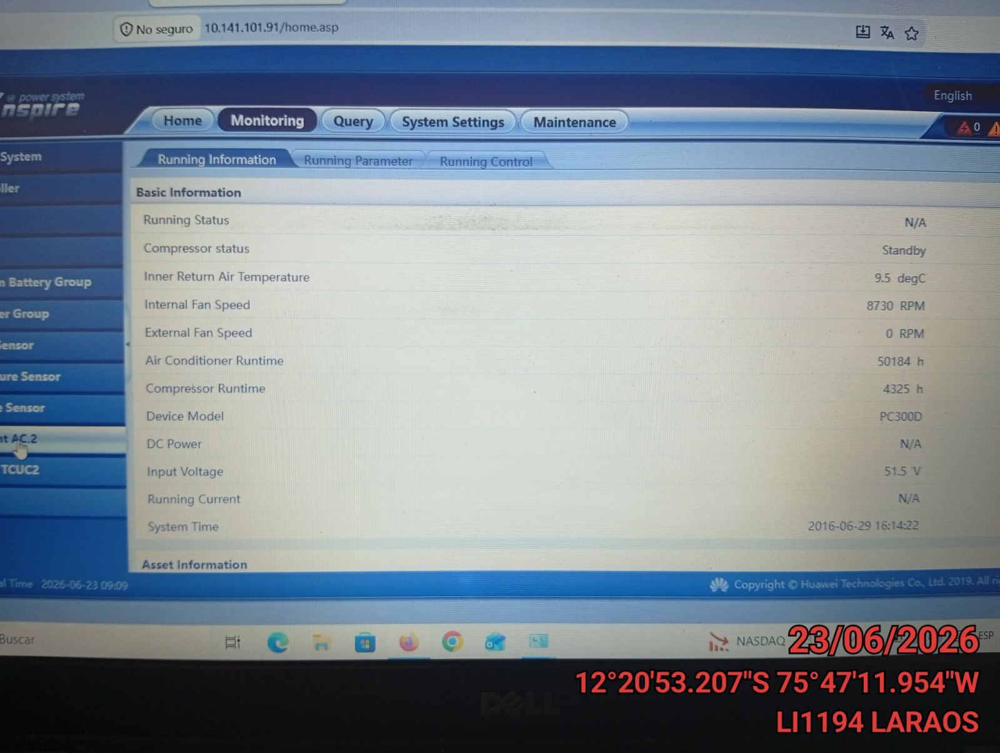 No seguro 10.141.101.91/home.asp
@ power system
nspire
English
Home Monitoring Query System Settings Maintenance
0
System
ller
n Battery Group
er Group
Sensor
ure Sensor
e Sensor
nt AC.2
TCUC2
Running Information Running Parameter Running Control
Basic Information
Running Status N/A
Compressor status Standby
Inner Return Air Temperature 9.5 degC
Internal Fan Speed 8730 RPM
External Fan Speed 0 RPM
Air Conditioner Runtime 50184 h
Compressor Runtime 4325 h
Device Model PC300D
DC Power N/A
Input Voltage 51.5 V
Running Current N/A
System Time 2016-06-29 16:14:22
Asset Information
al Time 2026-06-23 09:09
Copyright © Huawei Technologies Co., Ltd. 2019. All ri
Buscar
NASDAQ
ESP
23/06/2026
DELL
12°20'53.207"S 75°47'11.954"W
LI1194 LARAOS